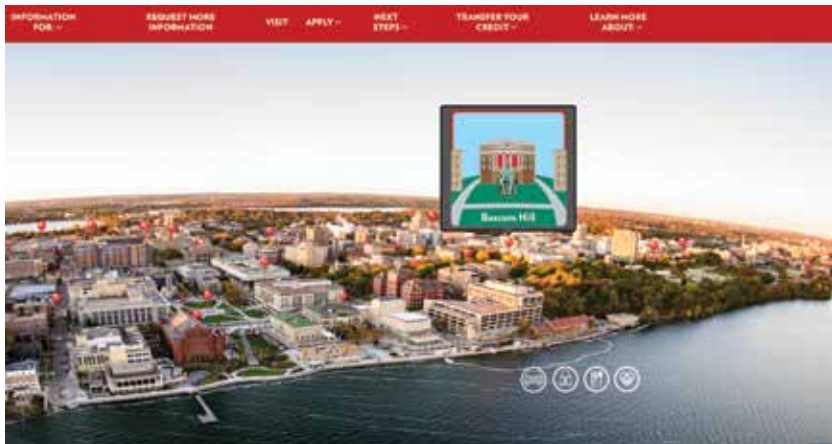 INFORMATION
FOR:
REQUEST MORE
INFORMATION
VISIT
APPLY
NEXT
STEPS
TRANSFER YOUR
CREDIT
LEARN MORE
ABOUT:
Bascom Hill